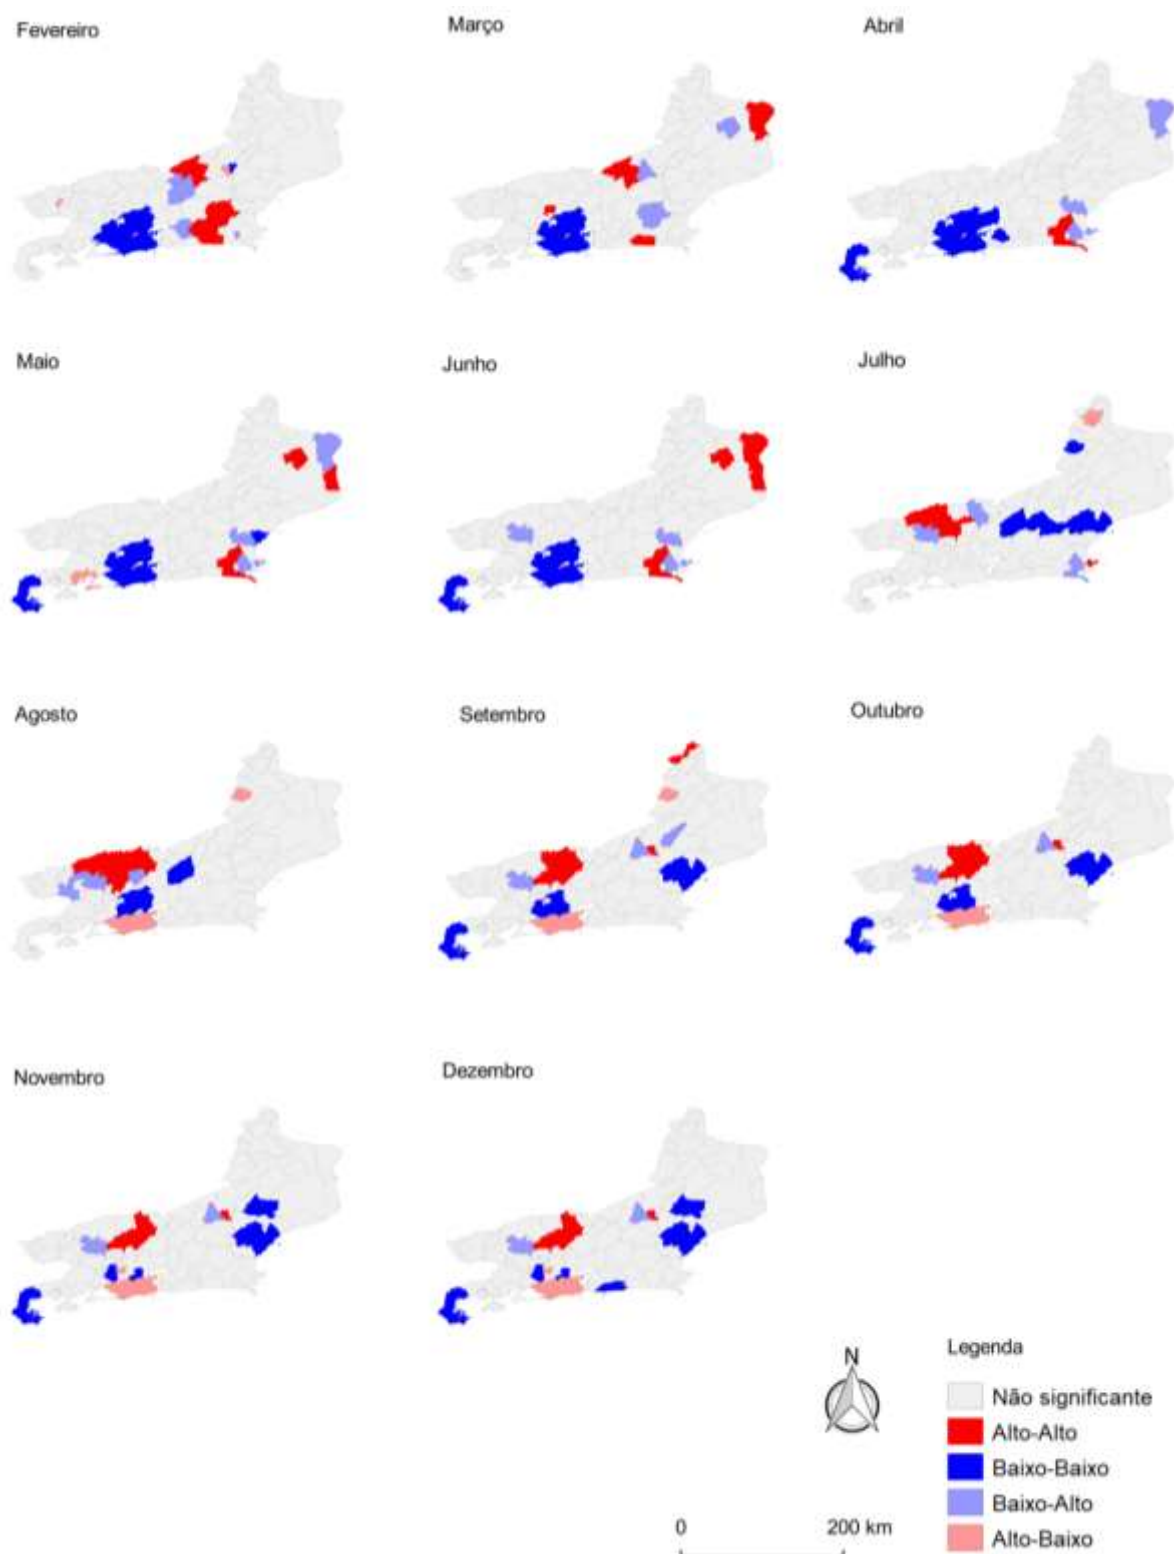 Fevereiro
Março
Abril
Maio
Junho
Julho
Agosto
Setembro
Outubro
Novembro
Dezembro
N
Legenda
Não significante
Alto-Alto
Baixo-Baixo
Baixo-Alto
Alto-Baixo
0 200 km